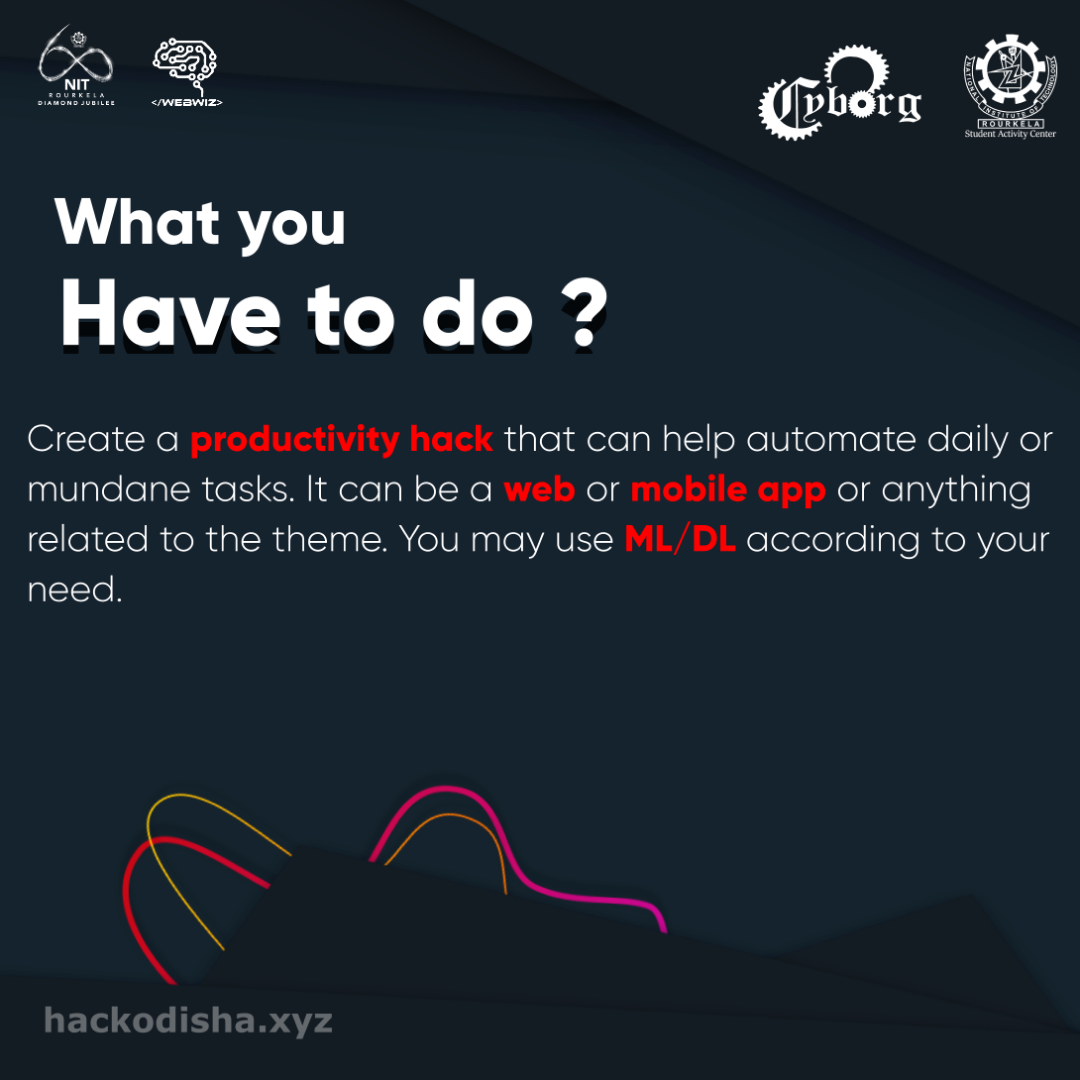 NIT
ROURKELA
DIAMOND JUBILEE
</WEBWIZ>
Cyborg
NATIONAL INSTITUTE OF TECHNOLOGY
ROURKELA
Student Activity Center
What you
Have to do ?
Create a productivity hack that can help automate daily or
mundane tasks. It can be a web or mobile app or anything
related to the theme. You may use ML/DL according to your
need.
hackodisha.xyz